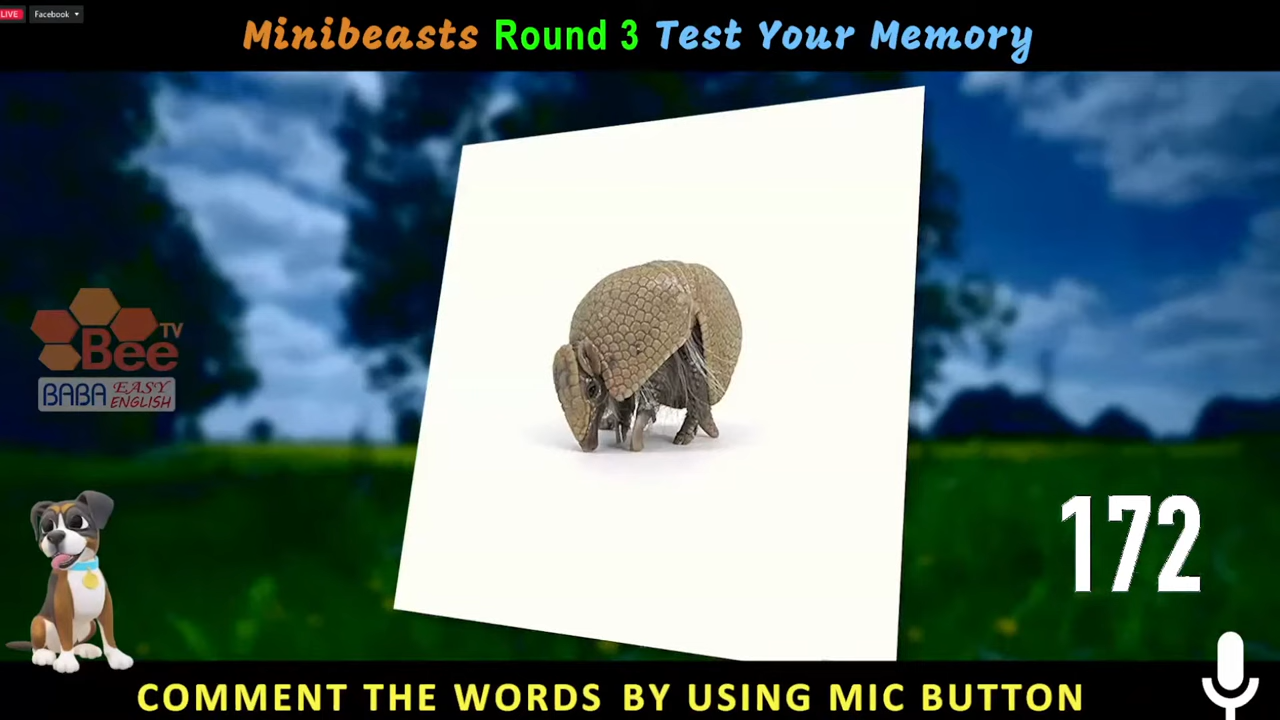 LIVE
Facebook
Minibeasts Round 3 Test Your Memory
Bee TV
BABA EASY ENGLISH
172
COMMENT THE WORDS BY USING MIC BUTTON